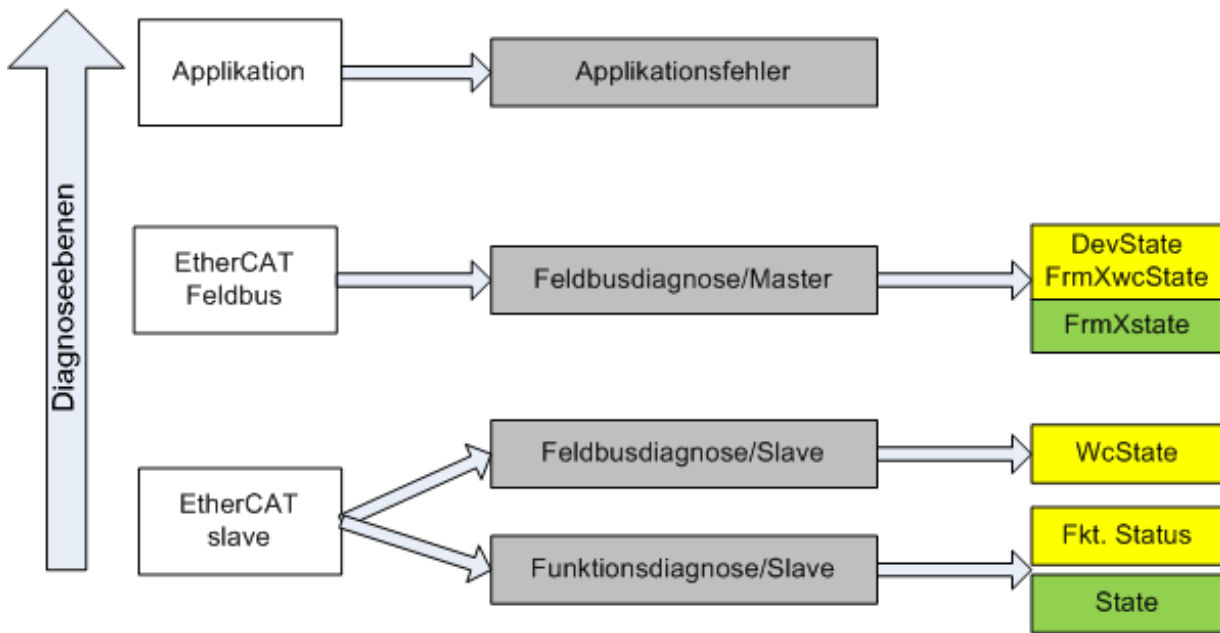 Diagnoseebenen
Applikation
Applikationsfehler
EtherCAT
Feldbus
Feldbusdiagnose/Master
DevState
FrmXwcState
FrmXstate
EtherCAT
slave
Feldbusdiagnose/Slave
WcState
Funktionsdiagnose/Slave
Fkt. Status
State